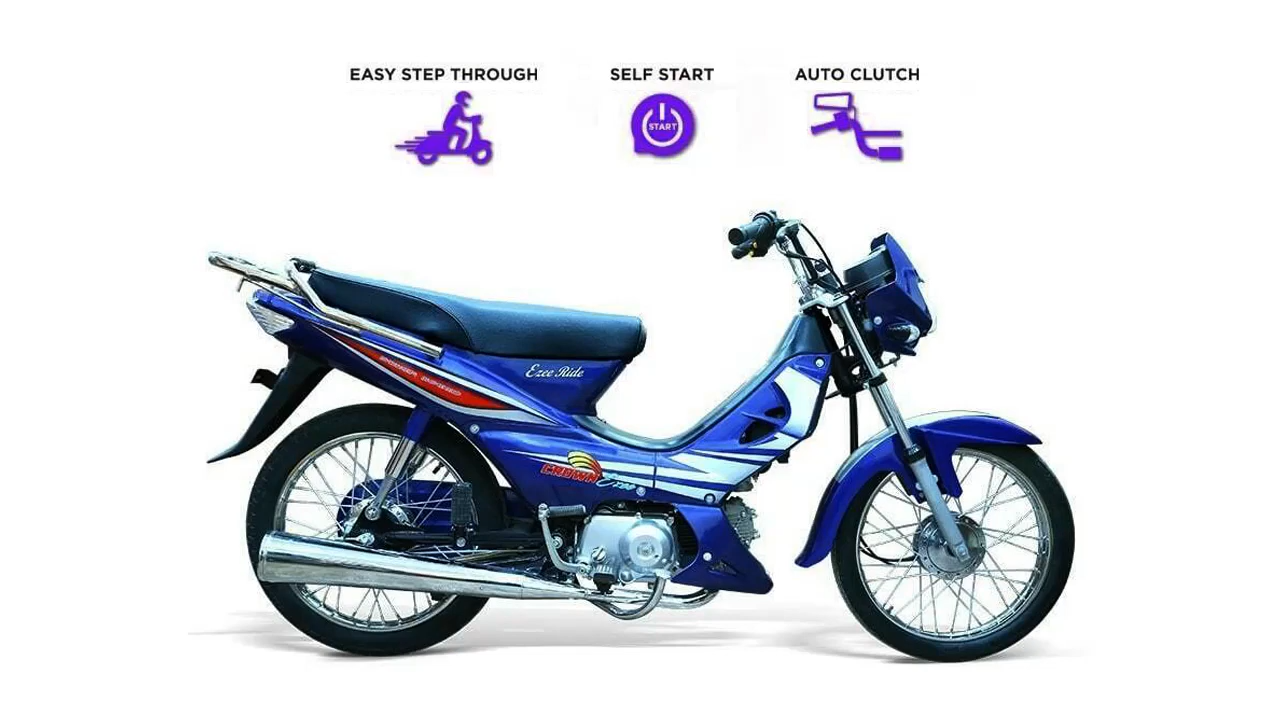 EASY STEP THROUGH
SELF START
AUTO CLUTCH
START
Ezee Ride
CROWN